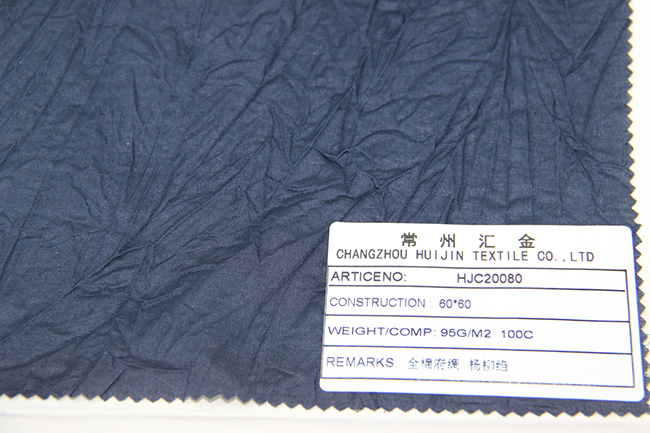 常州汇金
CHANGZHOU HUIJIN TEXTILE CO.,LTD
ARTICENO: HJC20080
CONSTRUCTION: 60*60
WEIGHT/COMP: 95G/M2 100C
REMARKS: 全棉府绸 杨柳绉